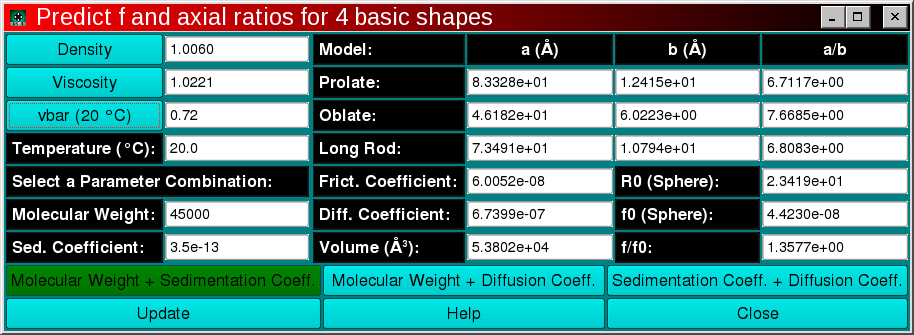 Predict f and axial ratios for 4 basic shapes
Density 1.0060 Model: a (Å) b (Å) a/b
Viscosity 1.0221 Prolate: 8.3328e+01 1.2415e+01 6.7117e+00
vbar (20 °C) 0.72 Oblate: 4.6182e+01 6.0223e+00 7.6685e+00
Temperature (°C): 20.0 Long Rod: 7.3491e+01 1.0794e+01 6.8083e+00
Select a Parameter Combination: Frict. Coefficient: 6.0052e-08 R0 (Sphere): 2.3419e+01
Molecular Weight: 45000 Diff. Coefficient: 6.7399e-07 f0 (Sphere): 4.4230e-08
Sed. Coefficient: 3.5e-13 Volume (Å³): 5.3802e+04 f/f0: 1.3577e+00
Molecular Weight + Sedimentation Coeff. Molecular Weight + Diffusion Coeff. Sedimentation Coeff. + Diffusion Coeff.
Update Help Close